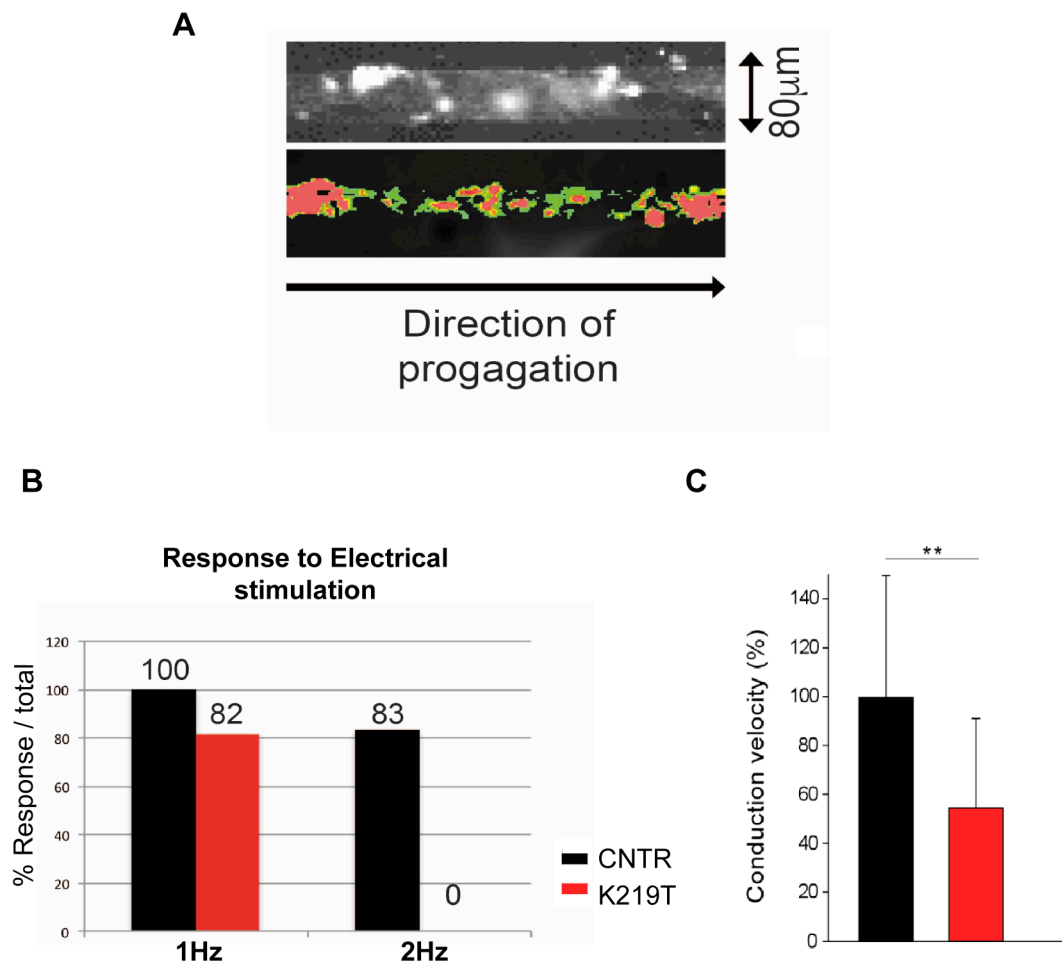 A
80μm
Direction of
progagation
B
Response to Electrical
stimulation
% Response / total
120
100
80
60
40
20
0
100
82
83
0
1Hz
2Hz
CNTR
K219T
C
**
Conduction velocity (%)
140
120
100
80
60
40
20
0